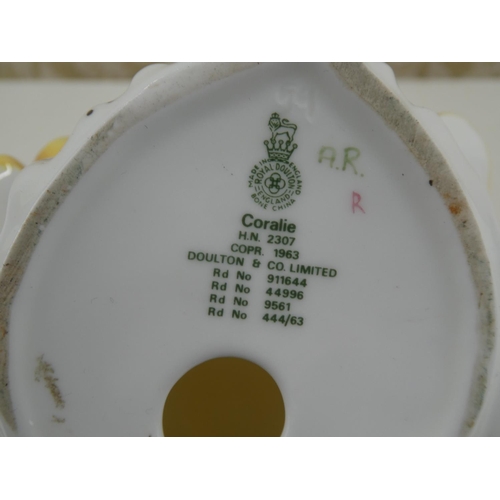 MADE IN ENGLAND
ROYAL DOULTON
ENGLAND
BONE CHINA
A.R.
R
Coralie
H.N. 2307
COPR. 1963
DOULTON & CO. LIMITED
Rd No 911644
Rd No 44996
Rd No 9561
Rd No 444/63